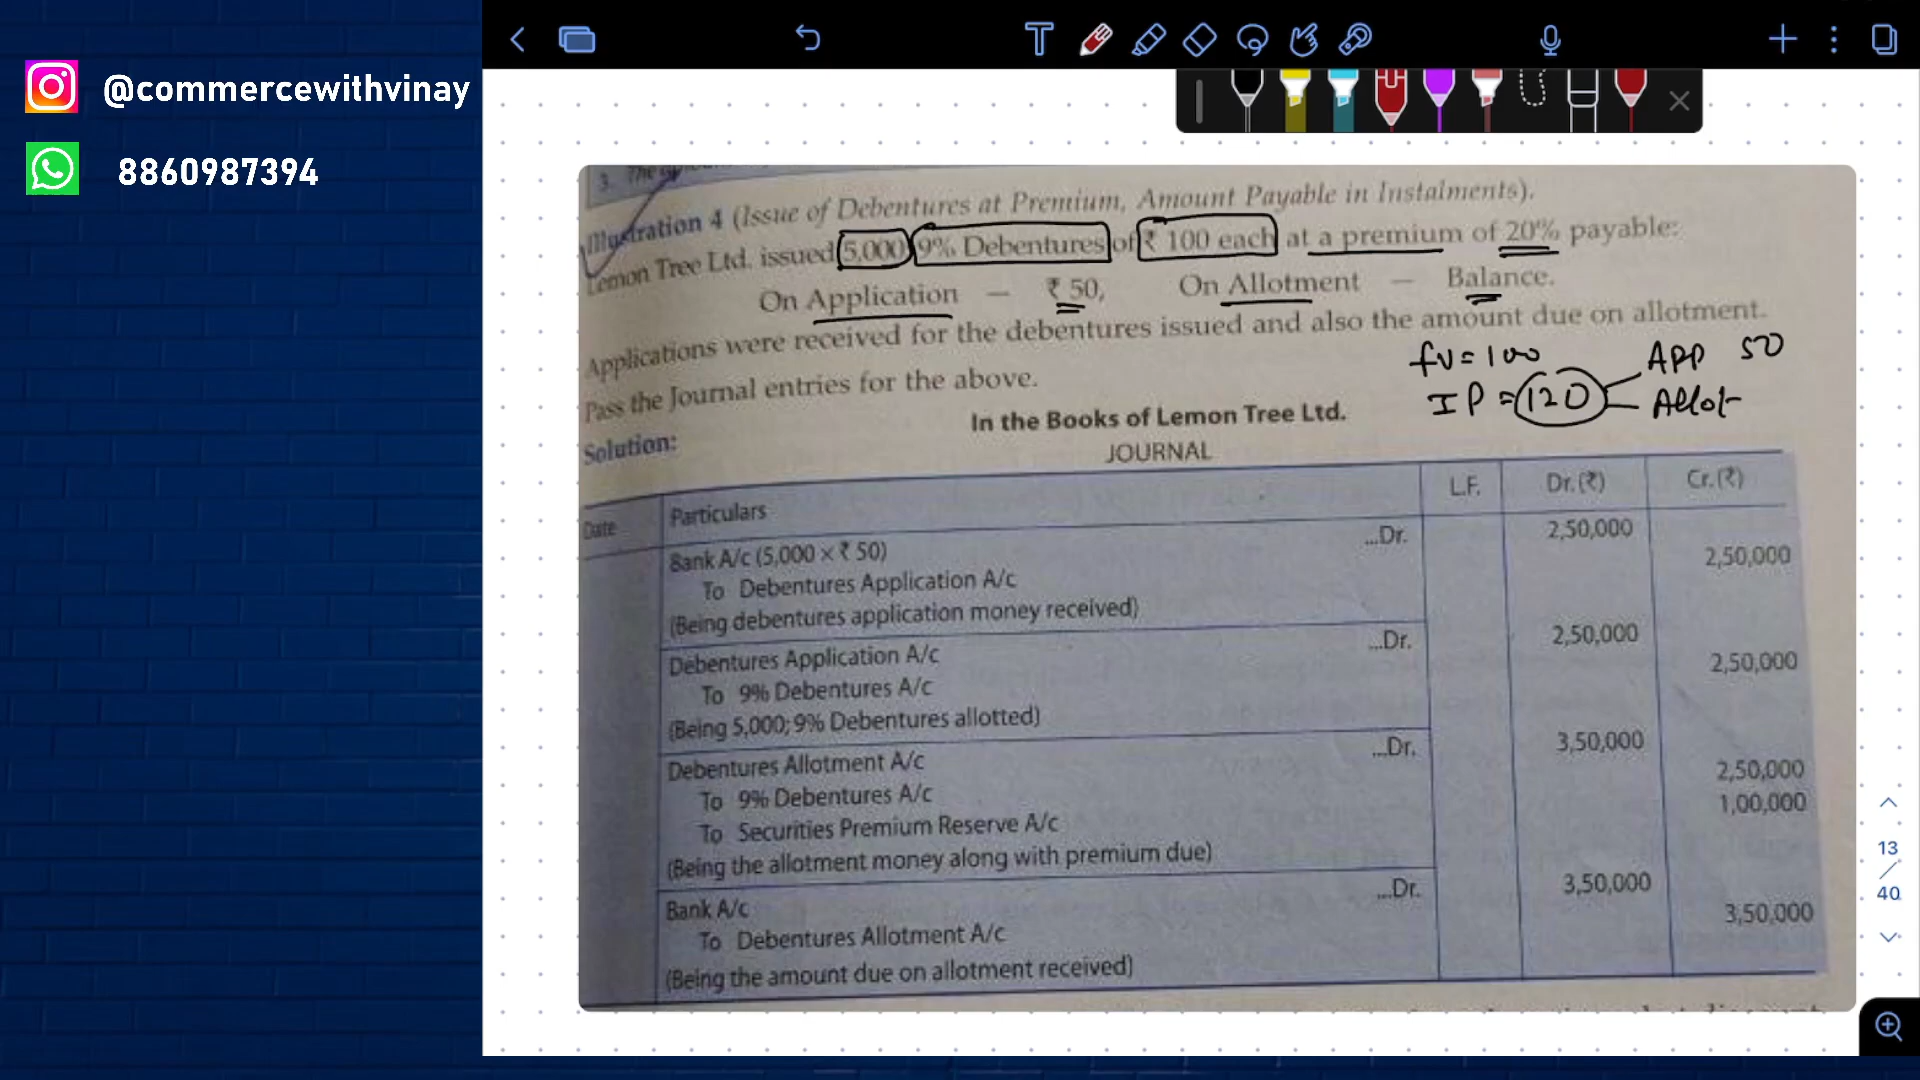 @commercewithvinay
8860987394
3. The
Illustration 4 (Issue of Debentures at Premium, Amount Payable in Instalments).
Lemon Tree Ltd. issued 5,000 9% Debentures of ₹ 100 each at a premium of 20% payable:
On Application — ₹ 50, On Allotment — Balance.
Applications were received for the debentures issued and also the amount due on allotment.
Pass the Journal entries for the above.
fv = 100
IP = 120
App 50
Allot
Solution:
In the Books of Lemon Tree Ltd.
JOURNAL
Date Particulars L.F. Dr. (₹) Cr. (₹)
Bank A/c (5,000 × ₹ 50) ...Dr. 2,50,000
To Debentures Application A/c 2,50,000
(Being debentures application money received)
Debentures Application A/c ...Dr. 2,50,000
To 9% Debentures A/c 2,50,000
(Being 5,000; 9% Debentures allotted)
Debentures Allotment A/c ...Dr. 3,50,000
To 9% Debentures A/c 2,50,000
To Securities Premium Reserve A/c 1,00,000
(Being the allotment money along with premium due)
Bank A/c ...Dr. 3,50,000
To Debentures Allotment A/c 3,50,000
(Being the amount due on allotment received)
13
/
40